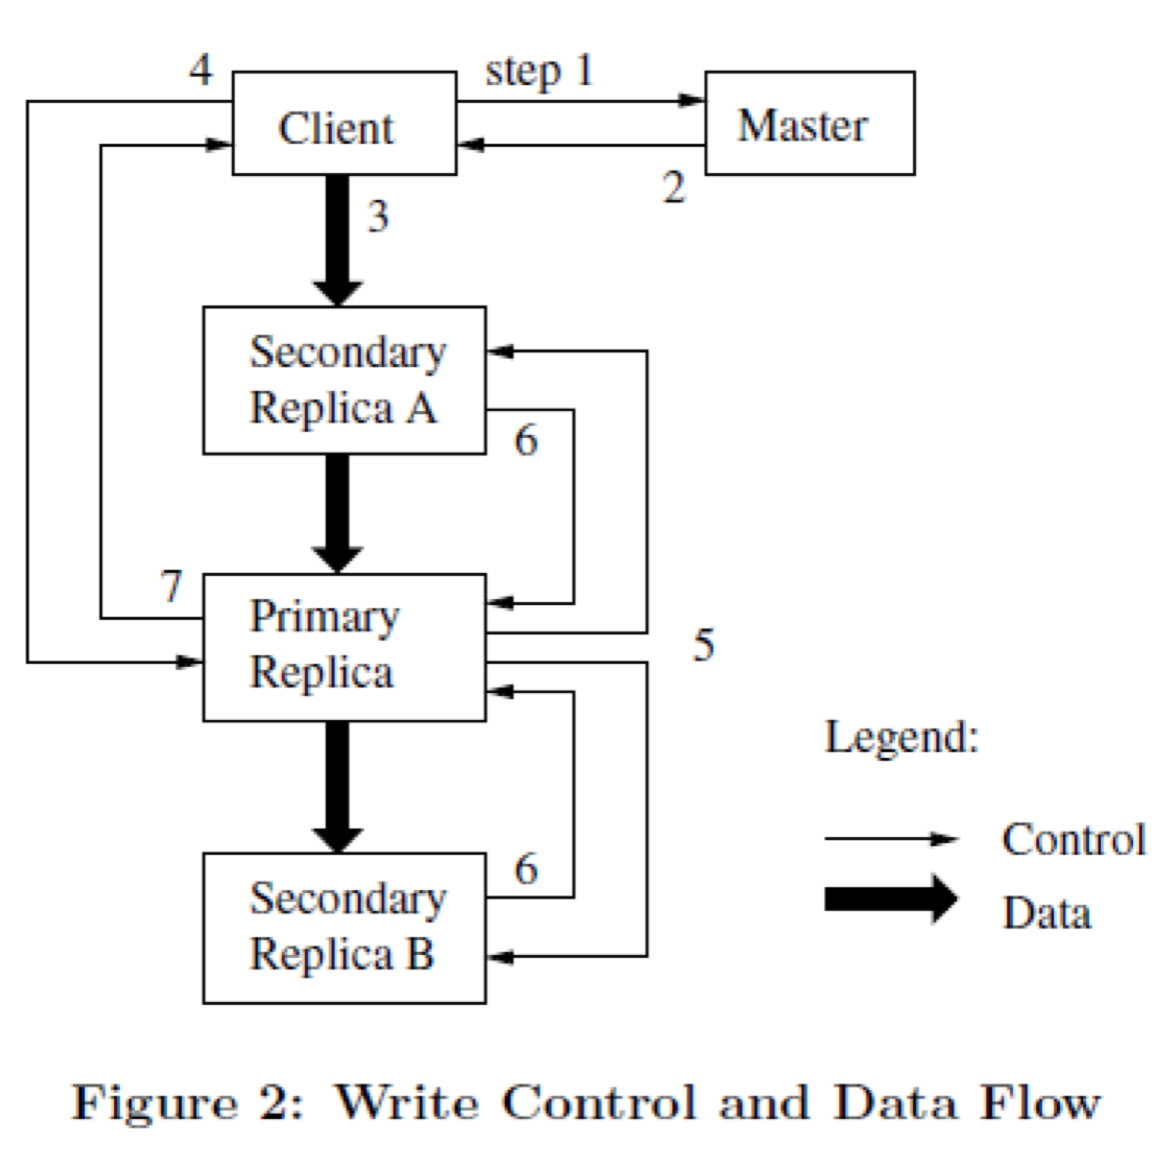 4
step 1
Client
Master
2
3
Secondary
Replica A
6
7
Primary
Replica
5
Legend:
Control
Data
6
Secondary
Replica B
Figure 2: Write Control and Data Flow